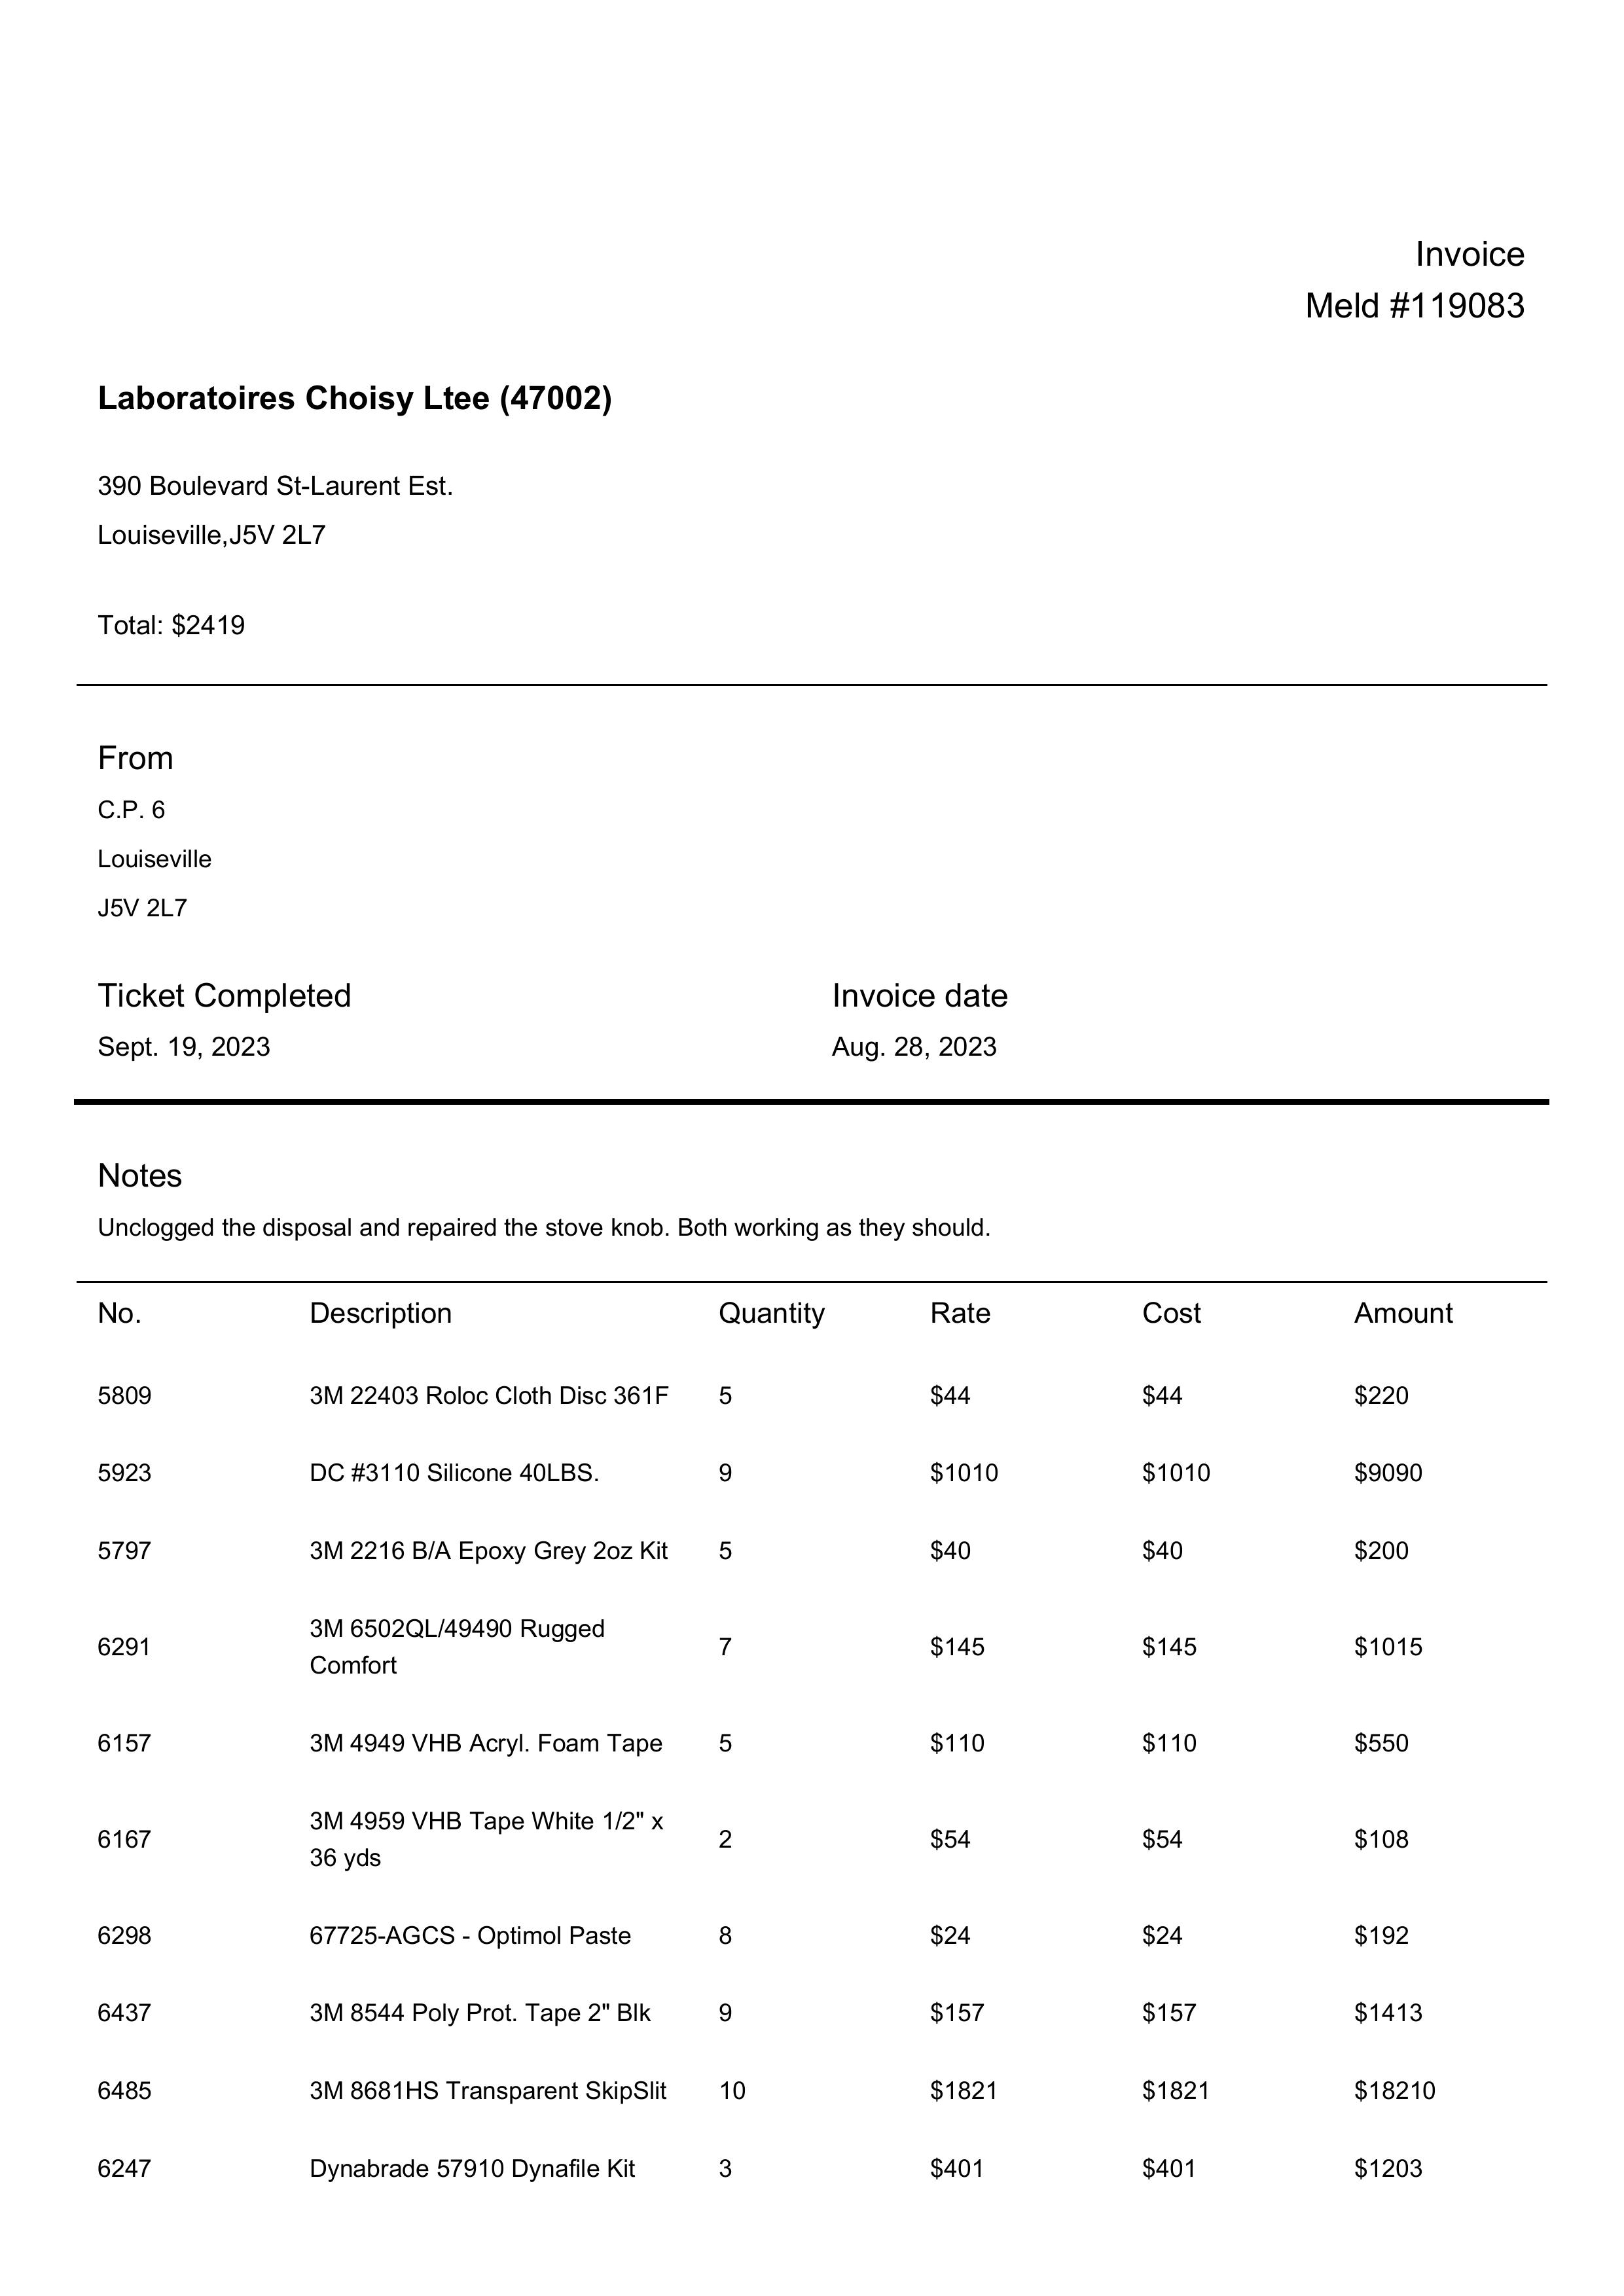 Invoice
Meld #119083
Laboratoires Choisy Ltee (47002)
390 Boulevard St-Laurent Est.
Louiseville,J5V 2L7
Total: $2419
From
C.P. 6
Louiseville
J5V 2L7
Ticket Completed Invoice date
Sept. 19, 2023 Aug. 28, 2023
Notes
Unclogged the disposal and repaired the stove knob. Both working as they should.
No. Description Quantity Rate Cost Amount
5809 3M 22403 Roloc Cloth Disc 361F 5 $44 $44 $220
5923 DC #3110 Silicone 40LBS. 9 $1010 $1010 $9090
5797 3M 2216 B/A Epoxy Grey 2oz Kit 5 $40 $40 $200
6291 3M 6502QL/49490 Rugged
Comfort 7 $145 $145 $1015
6157 3M 4949 VHB Acryl. Foam Tape 5 $110 $110 $550
6167 3M 4959 VHB Tape White 1/2" x
36 yds 2 $54 $54 $108
6298 67725-AGCS - Optimol Paste 8 $24 $24 $192
6437 3M 8544 Poly Prot. Tape 2" Blk 9 $157 $157 $1413
6485 3M 8681HS Transparent SkipSlit 10 $1821 $1821 $18210
6247 Dynabrade 57910 Dynafile Kit 3 $401 $401 $1203